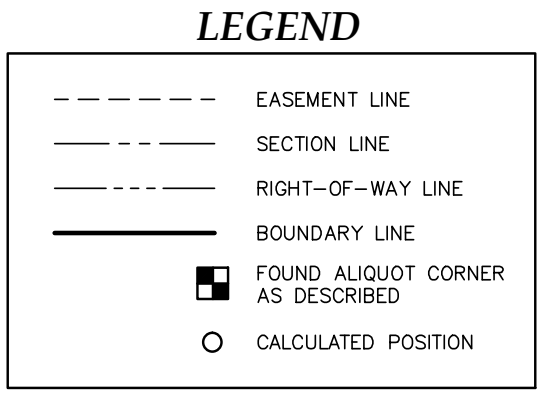 LEGEND
EASEMENT LINE
SECTION LINE
RIGHT-OF-WAY LINE
BOUNDARY LINE
FOUND ALIQUOT CORNER
AS DESCRIBED
CALCULATED POSITION